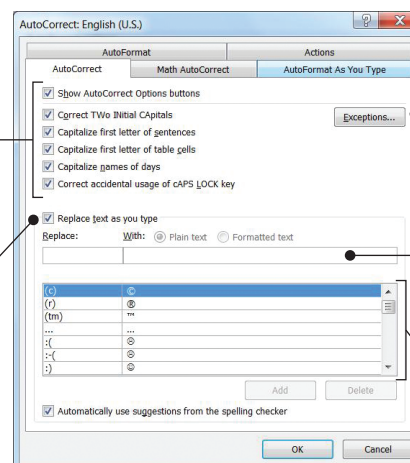 AutoCorrect: English (U.S.)
AutoFormat Actions
AutoCorrect Math AutoCorrect AutoFormat As You Type
Show AutoCorrect Options buttons
Correct TWo INitial CApitals Exceptions...
Capitalize first letter of sentences
Capitalize first letter of table cells
Capitalize names of days
Correct accidental usage of cAPS LOCK key
Replace text as you type
Replace: With: Plain text Formatted text
(c) ©
(r) ®
(tm) ™
... ...
:( ☹
:-( ☹
:) ☺
Add Delete
Automatically use suggestions from the spelling checker
OK Cancel